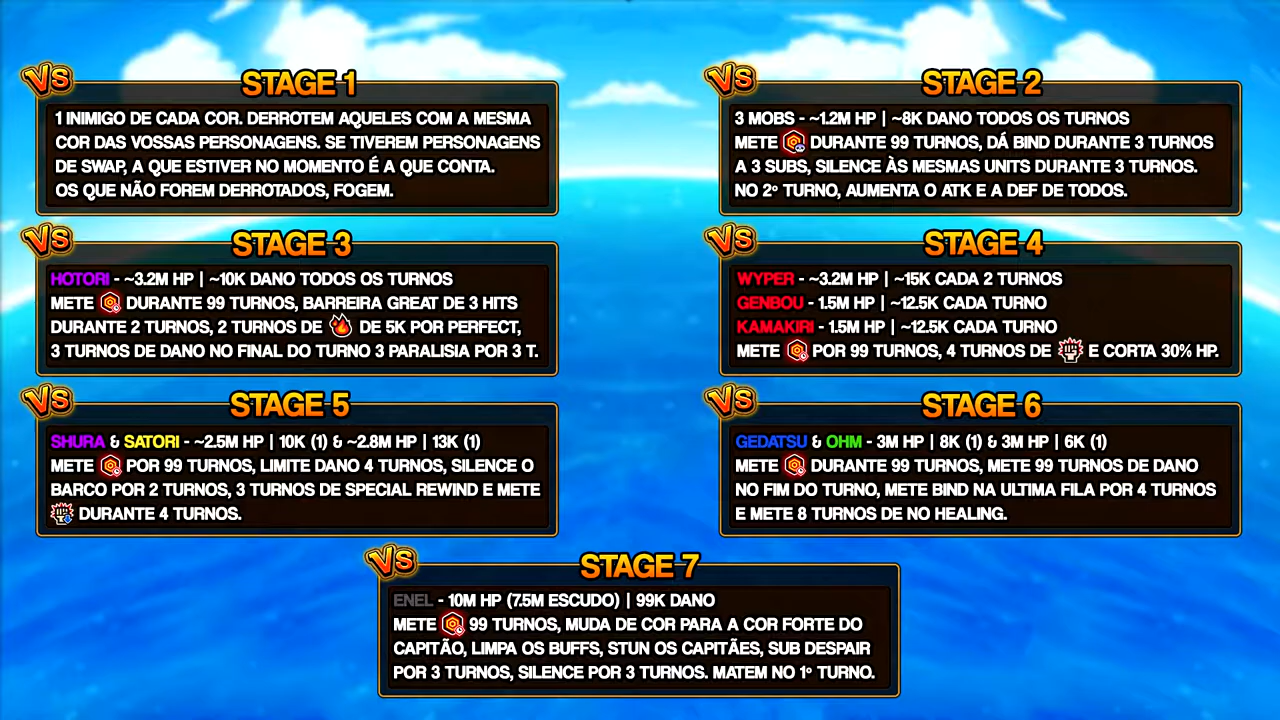 VS
STAGE 1
1 INIMIGO DE CADA COR. DERROTEM AQUELES COM A MESMA
COR DAS VOSSAS PERSONAGENS. SE TIVEREM PERSONAGENS
DE SWAP, A QUE ESTIVER NO MOMENTO É A QUE CONTA.
OS QUE NÃO FOREM DERROTADOS, FOGEM.
VS
STAGE 2
3 MOBS - ~1.2M HP | ~8K DANO TODOS OS TURNOS
METE DURANTE 99 TURNOS, DÁ BIND DURANTE 3 TURNOS
A 3 SUBS, SILENCE ÀS MESMAS UNITS DURANTE 3 TURNOS.
NO 2º TURNO, AUMENTA O ATK E A DEF DE TODOS.
VS
STAGE 3
HOTORI - ~3.2M HP | ~10K DANO TODOS OS TURNOS
METE DURANTE 99 TURNOS, BARREIRA GREAT DE 3 HITS
DURANTE 2 TURNOS, 2 TURNOS DE DE 5K POR PERFECT,
3 TURNOS DE DANO NO FINAL DO TURNO 3 PARALISIA POR 3 T.
VS
STAGE 4
WYPER - ~3.2M HP | ~15K CADA 2 TURNOS
GENBOU - 1.5M HP | ~12.5K CADA TURNO
KAMAKIRI - 1.5M HP | ~12.5K CADA TURNO
METE POR 99 TURNOS, 4 TURNOS DE E CORTA 30% HP.
VS
STAGE 5
SHURA & SATORI - ~2.5M HP | 10K (1) & ~2.8M HP | 13K (1)
METE POR 99 TURNOS, LIMITE DANO 4 TURNOS, SILENCE O
BARCO POR 2 TURNOS, 3 TURNOS DE SPECIAL REWIND E METE
DURANTE 4 TURNOS.
VS
STAGE 6
GEDATSU & OHM - 3M HP | 8K (1) & 3M HP | 6K (1)
METE DURANTE 99 TURNOS, METE 99 TURNOS DE DANO
NO FIM DO TURNO, METE BIND NA ULTIMA FILA POR 4 TURNOS
E METE 8 TURNOS DE NO HEALING.
VS
STAGE 7
ENEL - 10M HP (7.5M ESCUDO) | 99K DANO
METE 99 TURNOS, MUDA DE COR PARA A COR FORTE DO
CAPITÃO, LIMPA OS BUFFS, STUN OS CAPITÃES, SUB DESPAIR
POR 3 TURNOS, SILENCE POR 3 TURNOS. MATEM NO 1º TURNO.